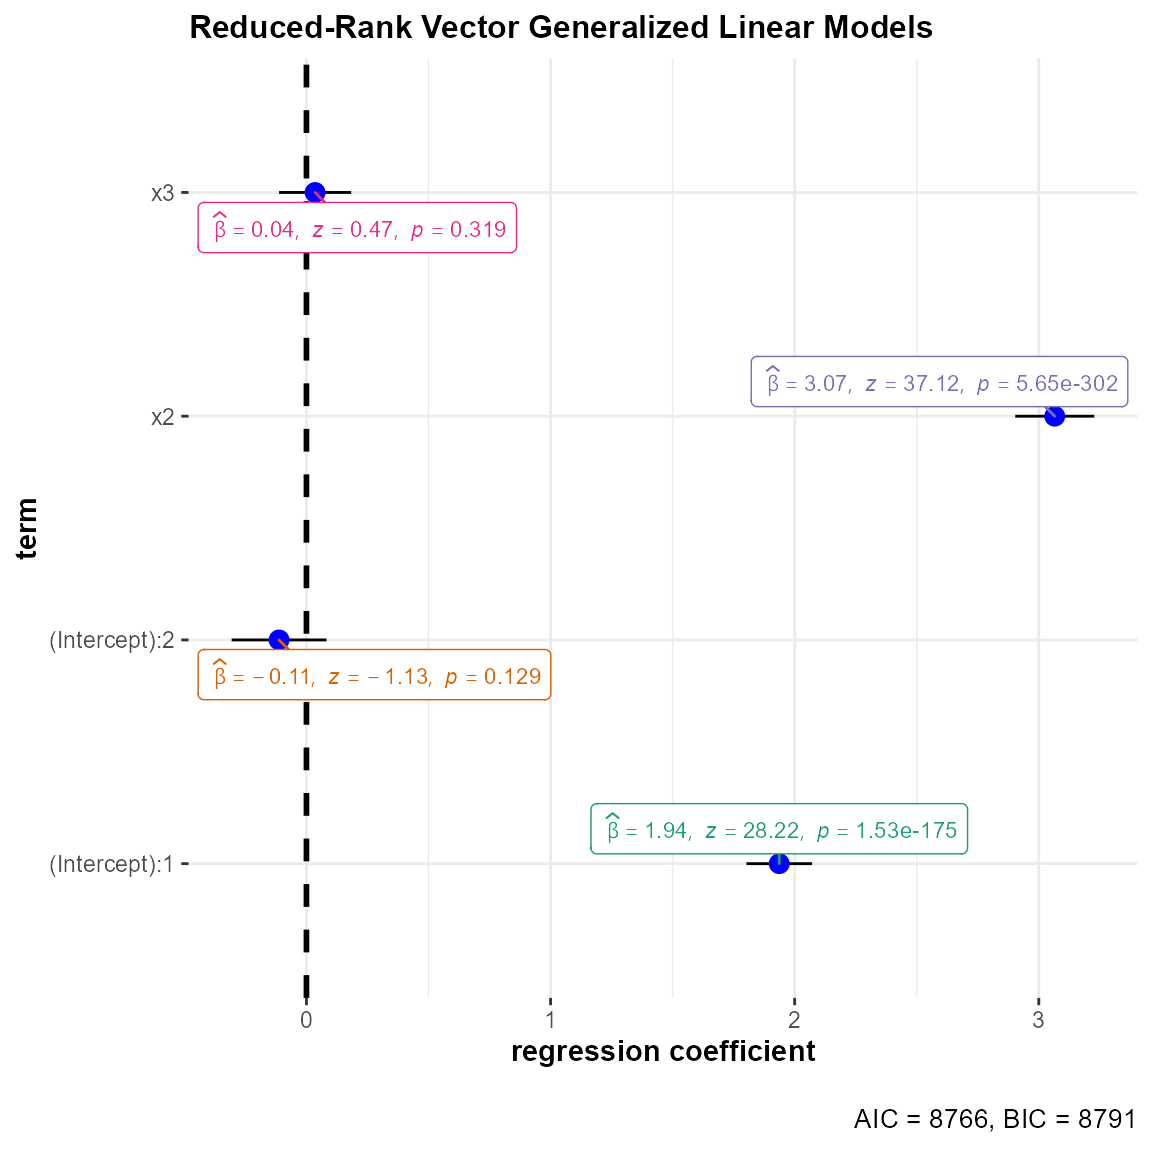 Reduced-Rank Vector Generalized Linear Models
x3
β̂ = 0.04, z = 0.47, p = 0.319
β̂ = 3.07, z = 37.12, p = 5.65e-302
x2
term
(Intercept):2
β̂ = −0.11, z = −1.13, p = 0.129
β̂ = 1.94, z = 28.22, p = 1.53e-175
(Intercept):1
0 1 2 3
regression coefficient
AIC = 8766, BIC = 8791